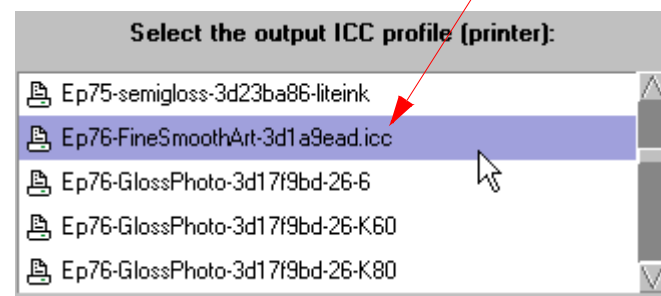 Select the output ICC profile (printer):
Ep75-semigloss-3d23ba86-liteink
Ep76-FineSmoothArt-3d1a9ead.icc
Ep76-GlossPhoto-3d17f9bd-26-6
Ep76-GlossPhoto-3d17f9bd-26-K60
Ep76-GlossPhoto-3d17f9bd-26-K80